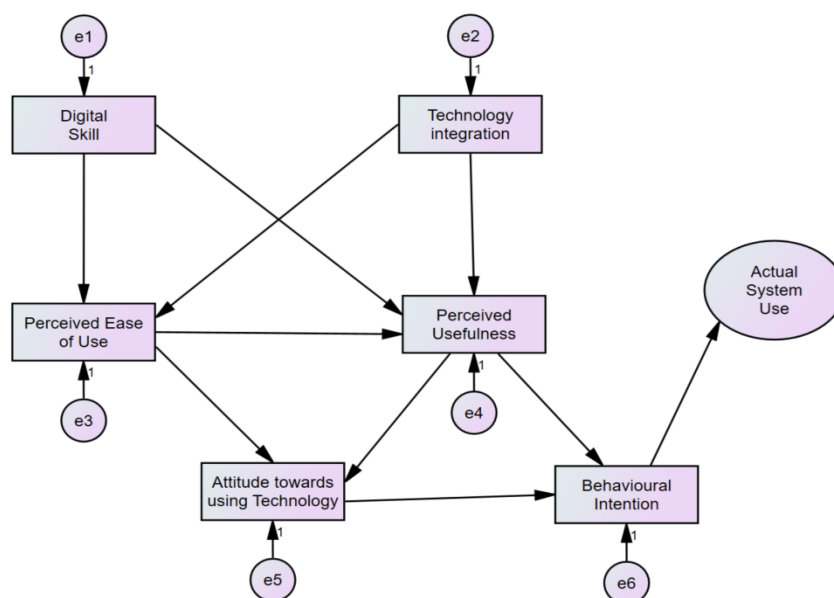 e1
e2
1
1
Digital
Skill
Technology
integration
Actual
System
Use
Perceived Ease
of Use
Perceived
Usefulness
1
1
e3
e4
Attitude towards
using Technology
Behavioural
Intention
1
1
e5
e6